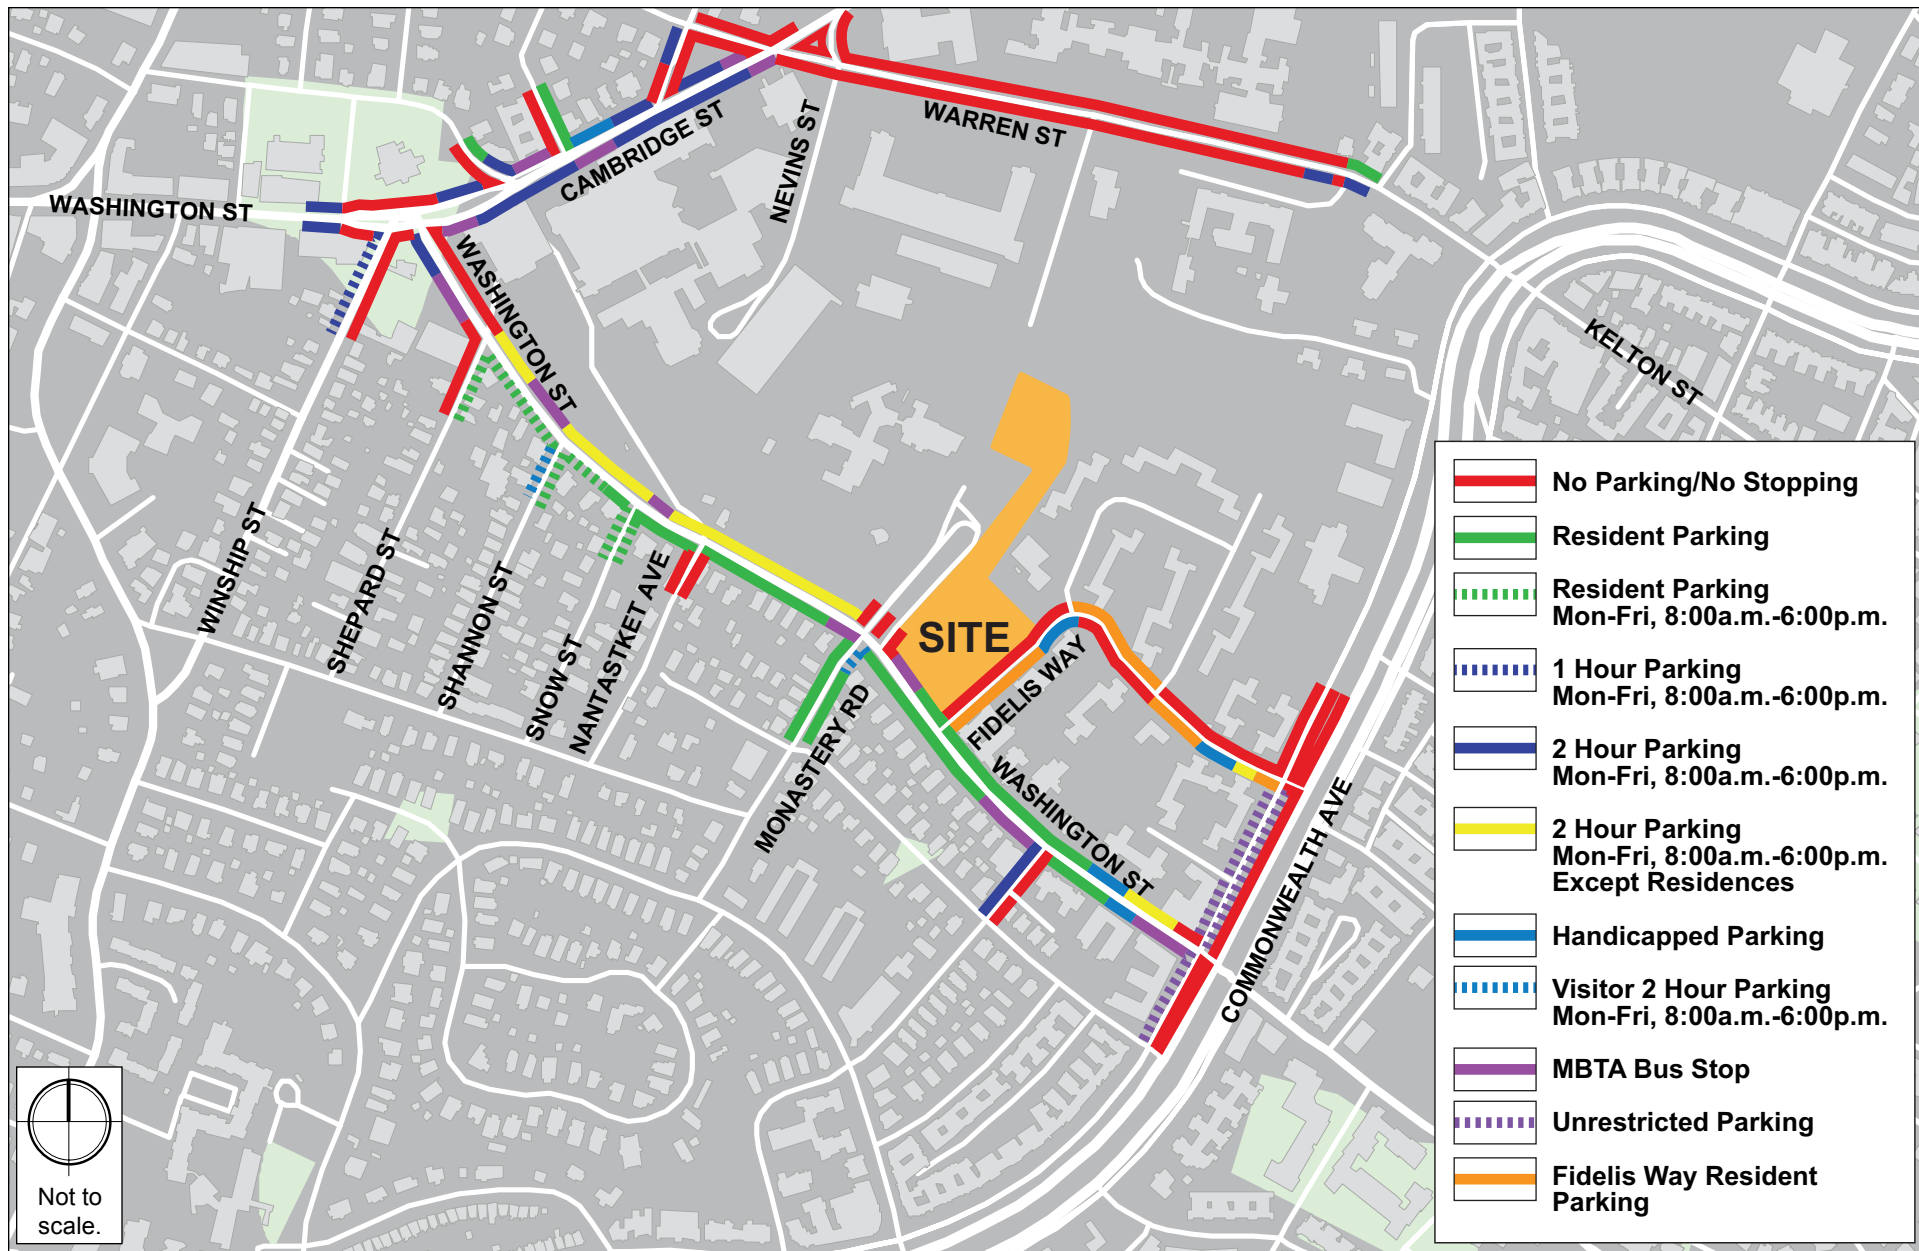 WARREN ST
CAMBRIDGE ST
NEVINS ST
WASHINGTON ST
WASHINGTON ST
KELTON ST
WINSHIP ST
SHEPARD ST
SHANNON ST
SNOW ST
NANTASTKET AVE
MONASTERY RD
SITE
FIDELIS WAY
WASHINGTON ST
COMMONWEALTH AVE
No Parking/No Stopping
Resident Parking
Resident Parking
Mon-Fri, 8:00a.m.-6:00p.m.
1 Hour Parking
Mon-Fri, 8:00a.m.-6:00p.m.
2 Hour Parking
Mon-Fri, 8:00a.m.-6:00p.m.
2 Hour Parking
Mon-Fri, 8:00a.m.-6:00p.m.
Except Residences
Handicapped Parking
Visitor 2 Hour Parking
Mon-Fri, 8:00a.m.-6:00p.m.
MBTA Bus Stop
Unrestricted Parking
Fidelis Way Resident
Parking
Not to
scale.